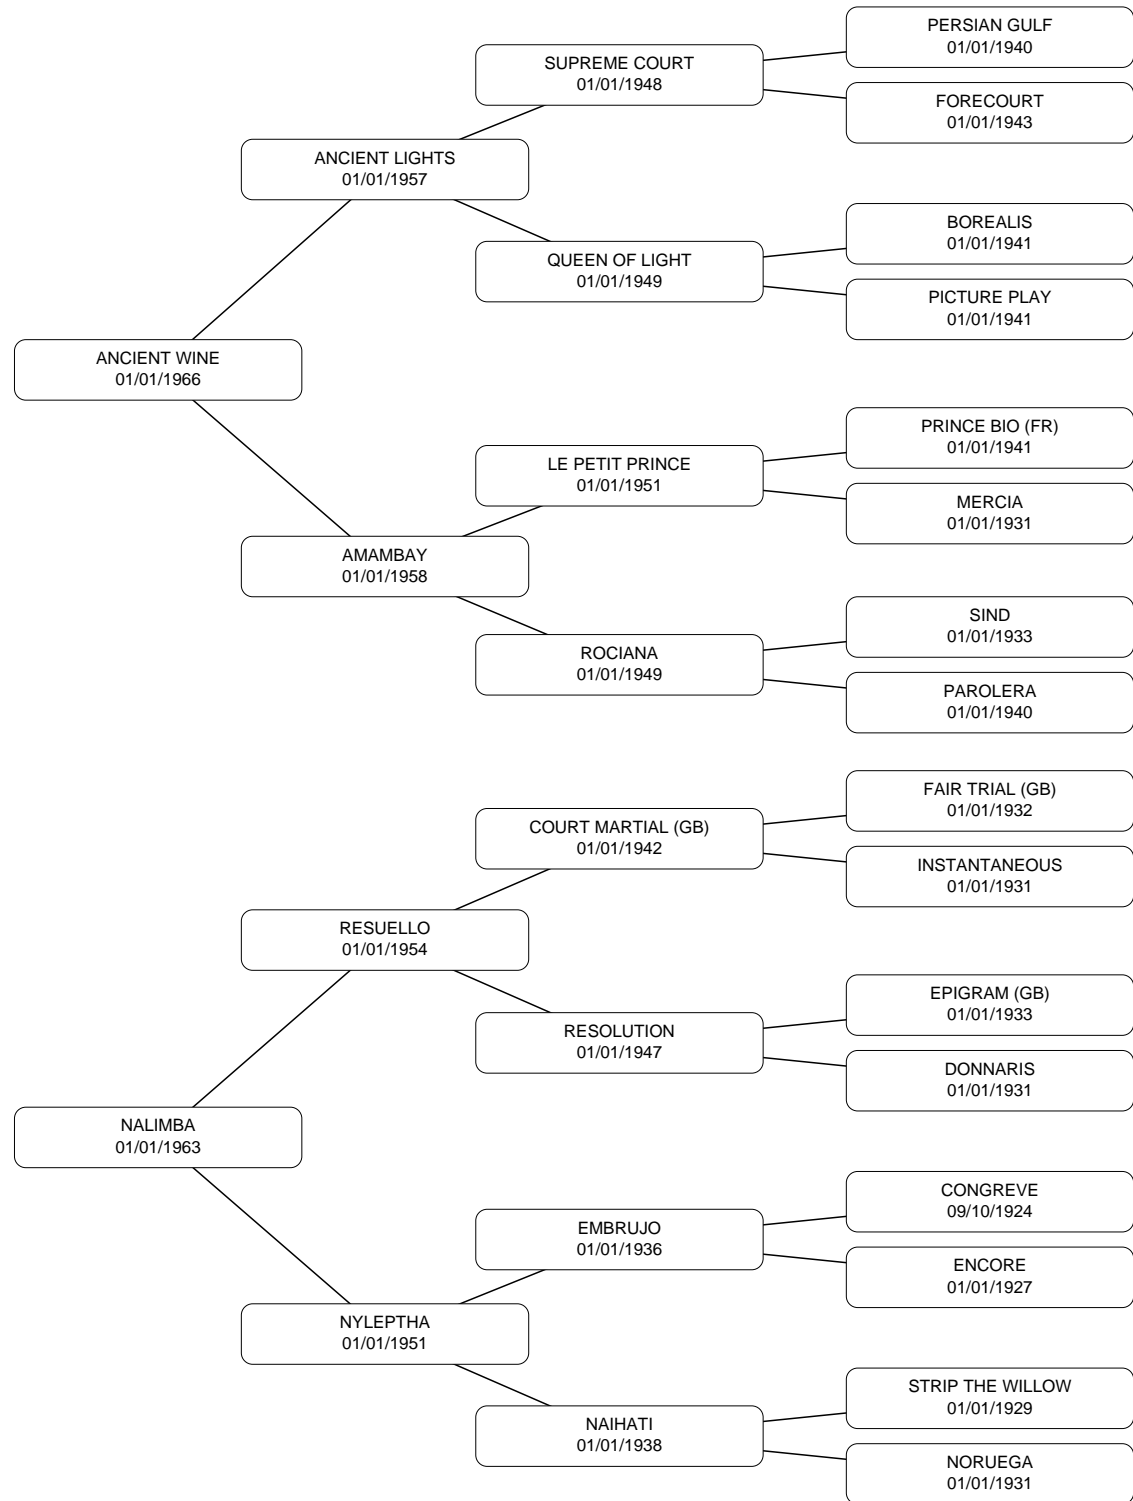 PERSIAN GULF
01/01/1940
SUPREME COURT
01/01/1948
FORECOURT
01/01/1943
ANCIENT LIGHTS
01/01/1957
BOREALIS
01/01/1941
QUEEN OF LIGHT
01/01/1949
PICTURE PLAY
01/01/1941
ANCIENT WINE
01/01/1966
PRINCE BIO (FR)
01/01/1941
LE PETIT PRINCE
01/01/1951
MERCIA
01/01/1931
AMAMBAY
01/01/1958
SIND
01/01/1933
ROCIANA
01/01/1949
PAROLERA
01/01/1940
FAIR TRIAL (GB)
01/01/1932
COURT MARTIAL (GB)
01/01/1942
INSTANTANEOUS
01/01/1931
RESUELLO
01/01/1954
EPIGRAM (GB)
01/01/1933
RESOLUTION
01/01/1947
DONNARIS
01/01/1931
NALIMBA
01/01/1963
CONGREVE
09/10/1924
EMBRUJO
01/01/1936
ENCORE
01/01/1927
NYLEPTHA
01/01/1951
STRIP THE WILLOW
01/01/1929
NAIHATI
01/01/1938
NORUEGA
01/01/1931